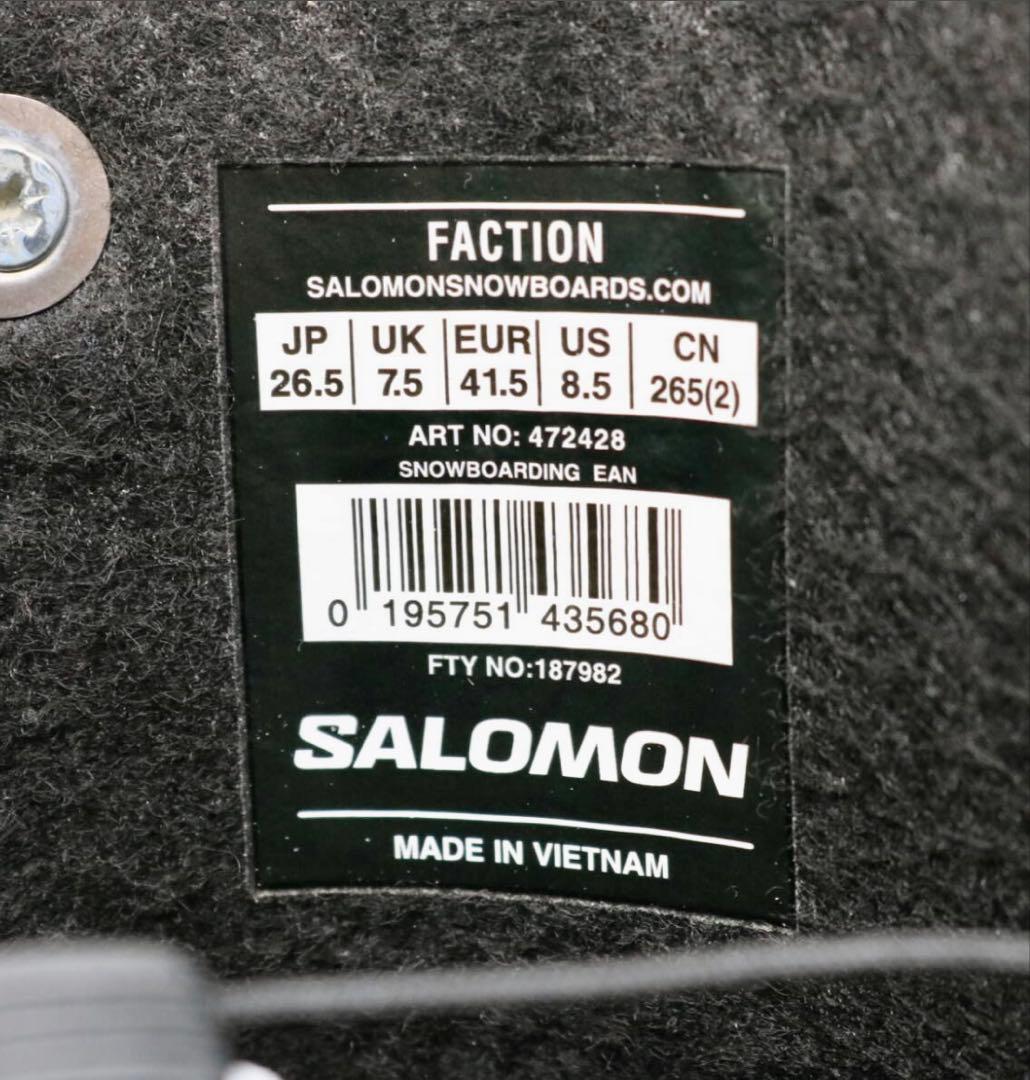 FACTION
SALOMONSNOWBOARDS.COM
JP UK EUR US CN
26.5 7.5 41.5 8.5 265(2)
ART NO: 472428
SNOWBOARDING EAN
0 195751 435680
FTY NO:187982
SALOMON
MADE IN VIETNAM